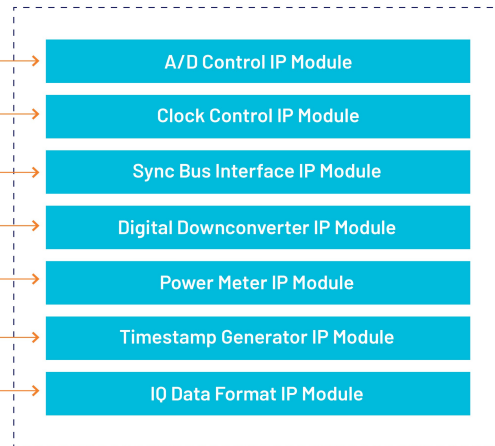 A/D Control IP Module
Clock Control IP Module
Sync Bus Interface IP Module
Digital Downconverter IP Module
Power Meter IP Module
Timestamp Generator IP Module
IQ Data Format IP Module